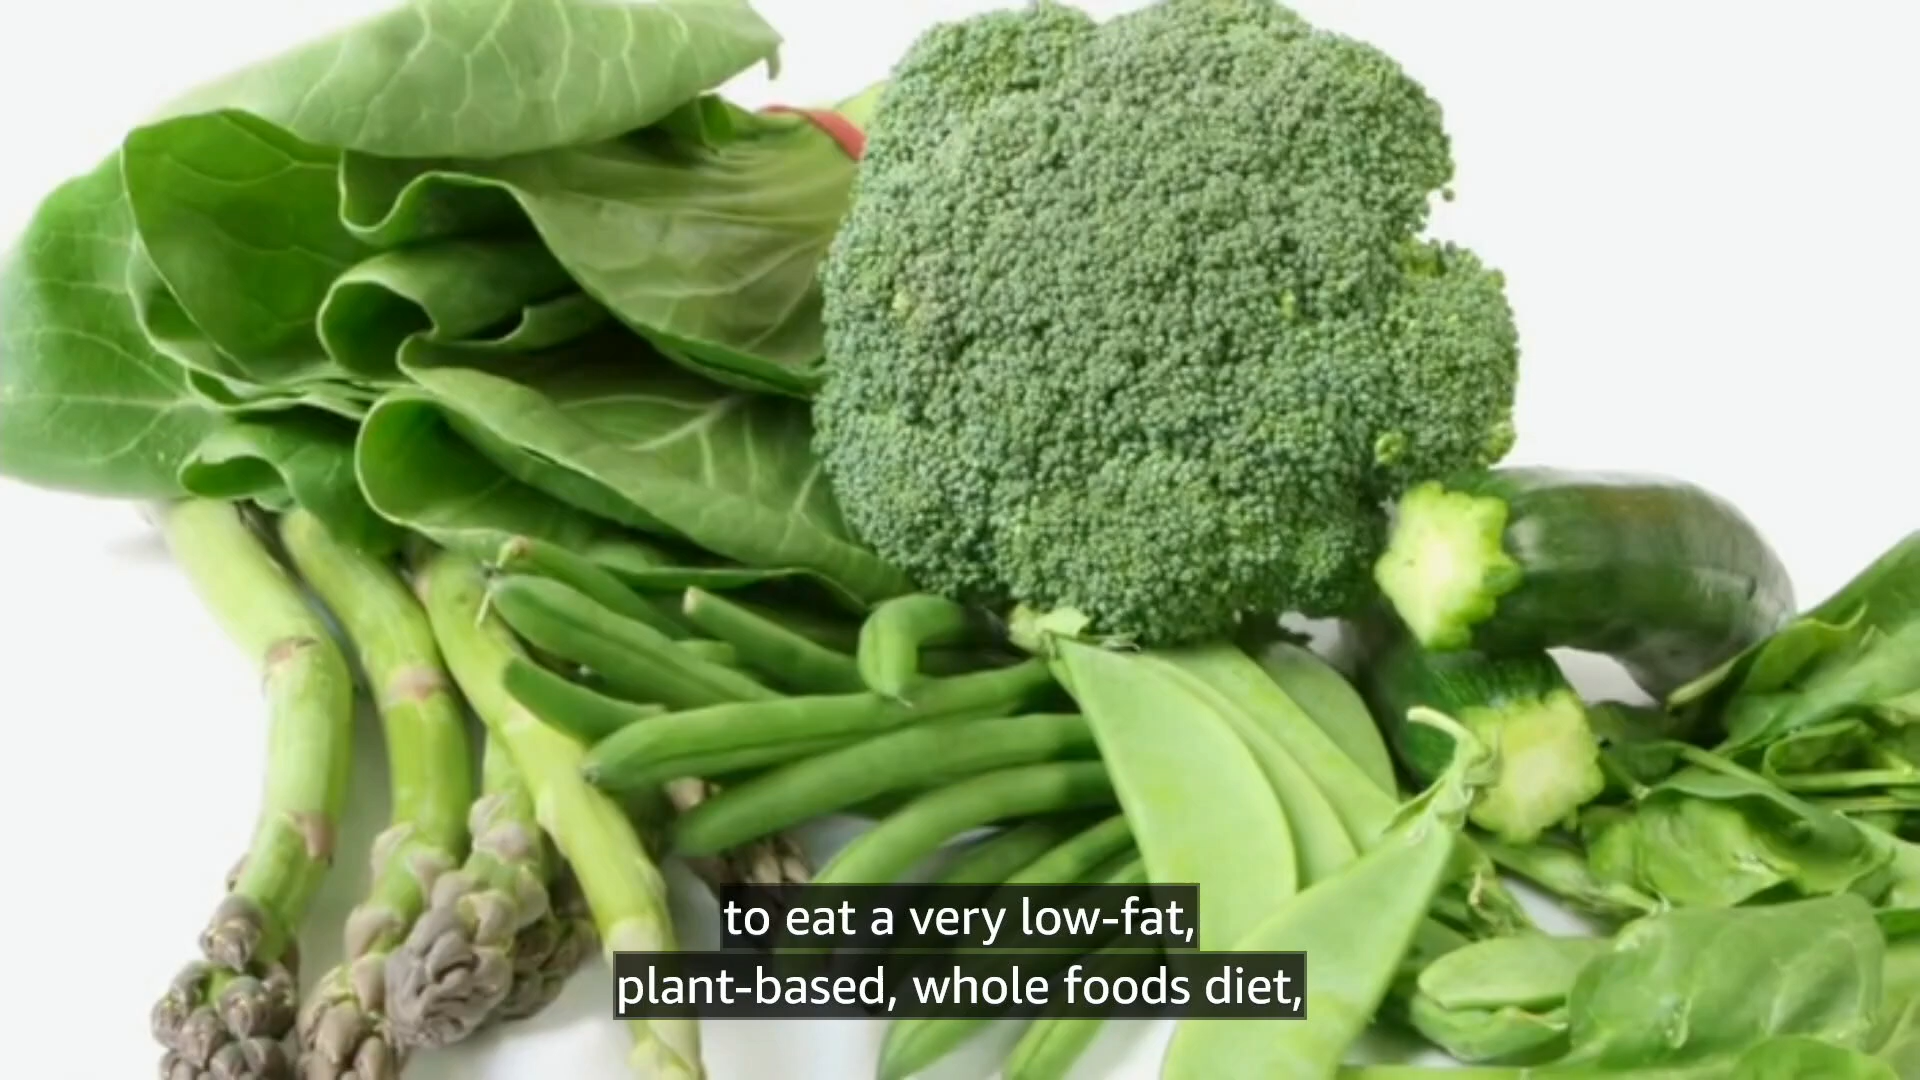 to eat a very low-fat,
plant-based, whole foods diet,